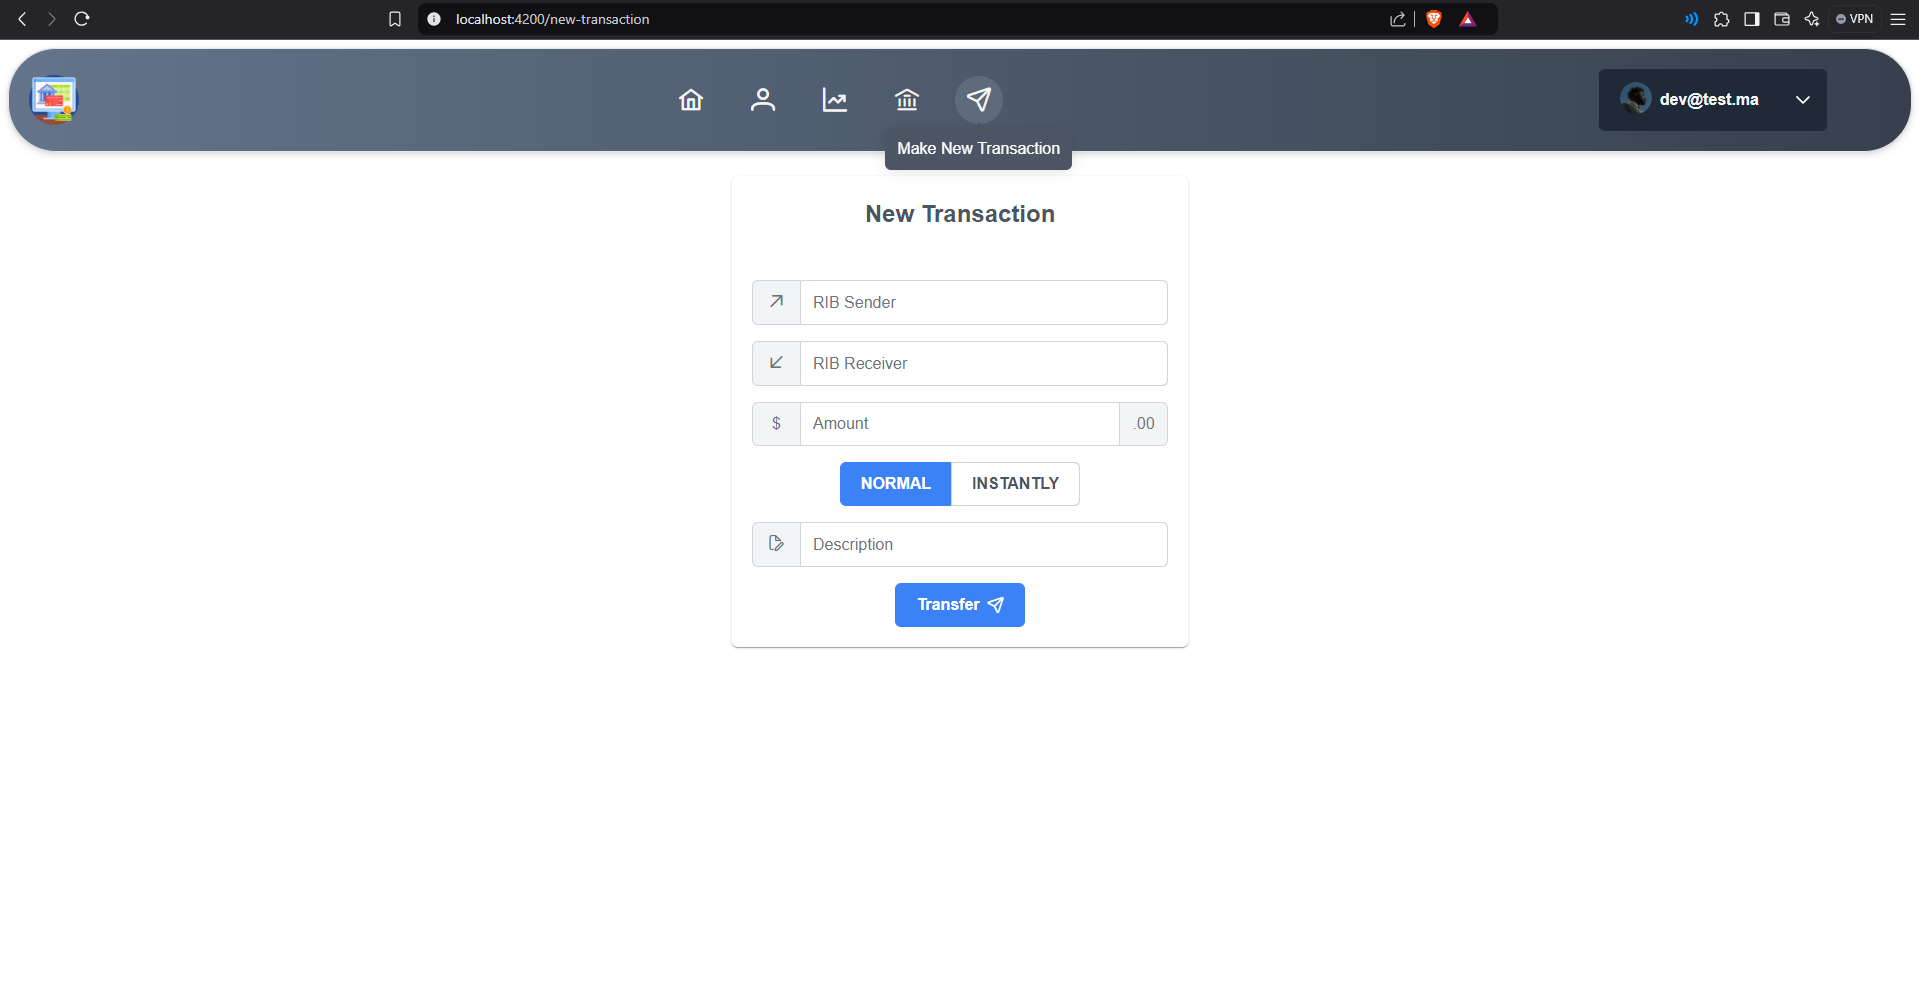 localhost:4200/new-transaction
VPN
dev@test.ma
Make New Transaction
New Transaction
RIB Sender
RIB Receiver
$ Amount .00
NORMAL INSTANTLY
Description
Transfer